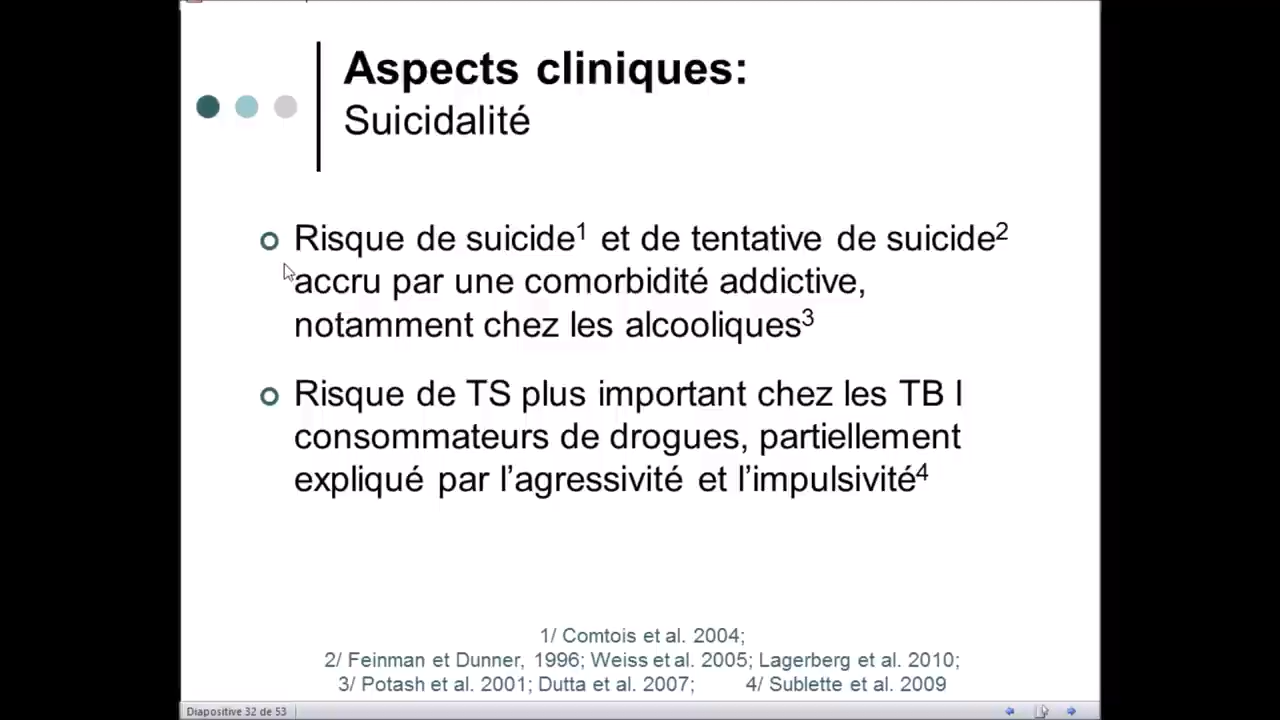 Aspects cliniques:
Suicidalité
Risque de suicide¹ et de tentative de suicide²
accru par une comorbidité addictive,
notamment chez les alcooliques³
Risque de TS plus important chez les TB I
consommateurs de drogues, partiellement
expliqué par l’agressivité et l’impulsivité⁴
1/ Comtois et al. 2004;
2/ Feinman et Dunner, 1996; Weiss et al. 2005; Lagerberg et al. 2010;
3/ Potash et al. 2001; Dutta et al. 2007; 4/ Sublette et al. 2009
Diapositive 32 de 53